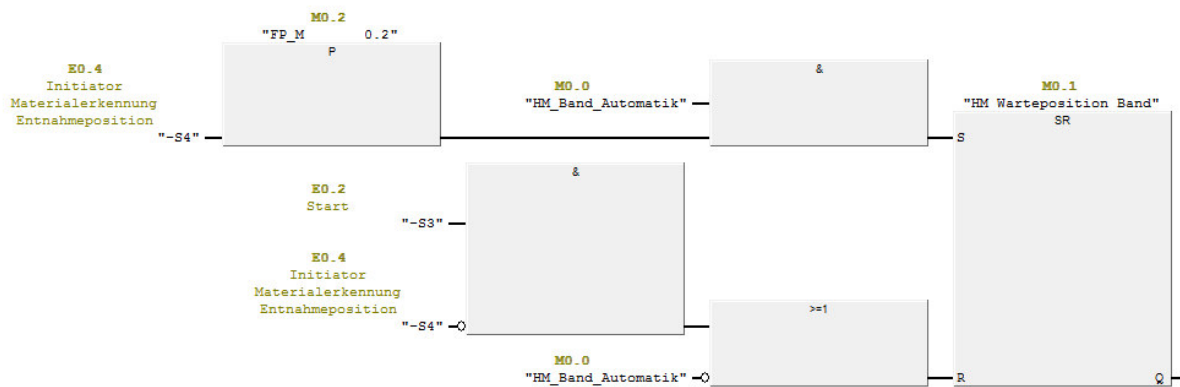 M0.2
"FP_M 0.2"
P
E0.4
Initiator
Materialerkennung
Entnahmeposition
"-S4"
M0.0
"HM_Band_Automatik"
&
M0.1
"HM Warteposition Band"
SR
S
&
E0.2
Start
"-S3"
E0.4
Initiator
Materialerkennung
Entnahmeposition
"-S4"
>=1
M0.0
"HM_Band_Automatik"
R
Q